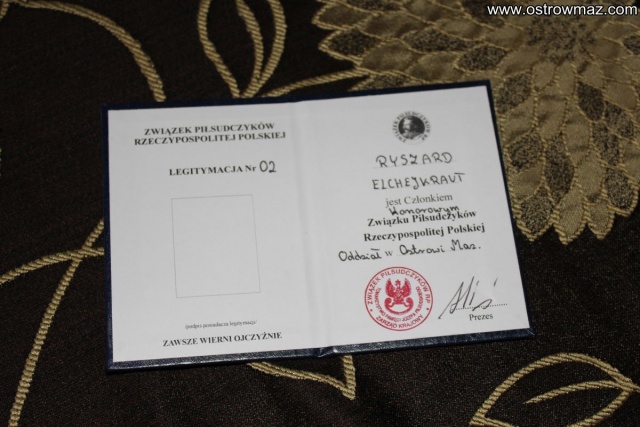 www.ostrowmaz.com
ZWIĄZEK PIŁSUDCZYKÓW
RZECZYPOSPOLITEJ POLSKIEJ
LEGITYMACJA Nr 02
/podpis posiadacza legitymacji/
ZAWSZE WIERNI OJCZYŹNIE
RYSZARD
ELCHEJKRAUT
jest Członkiem
Honorowym
Związku Piłsudczyków
Rzeczypospolitej Polskiej
Oddział w Ostrowi Maz.
ZWIĄZEK PIŁSUDCZYKÓW RP
ZARZĄD KRAJOWY
Prezes